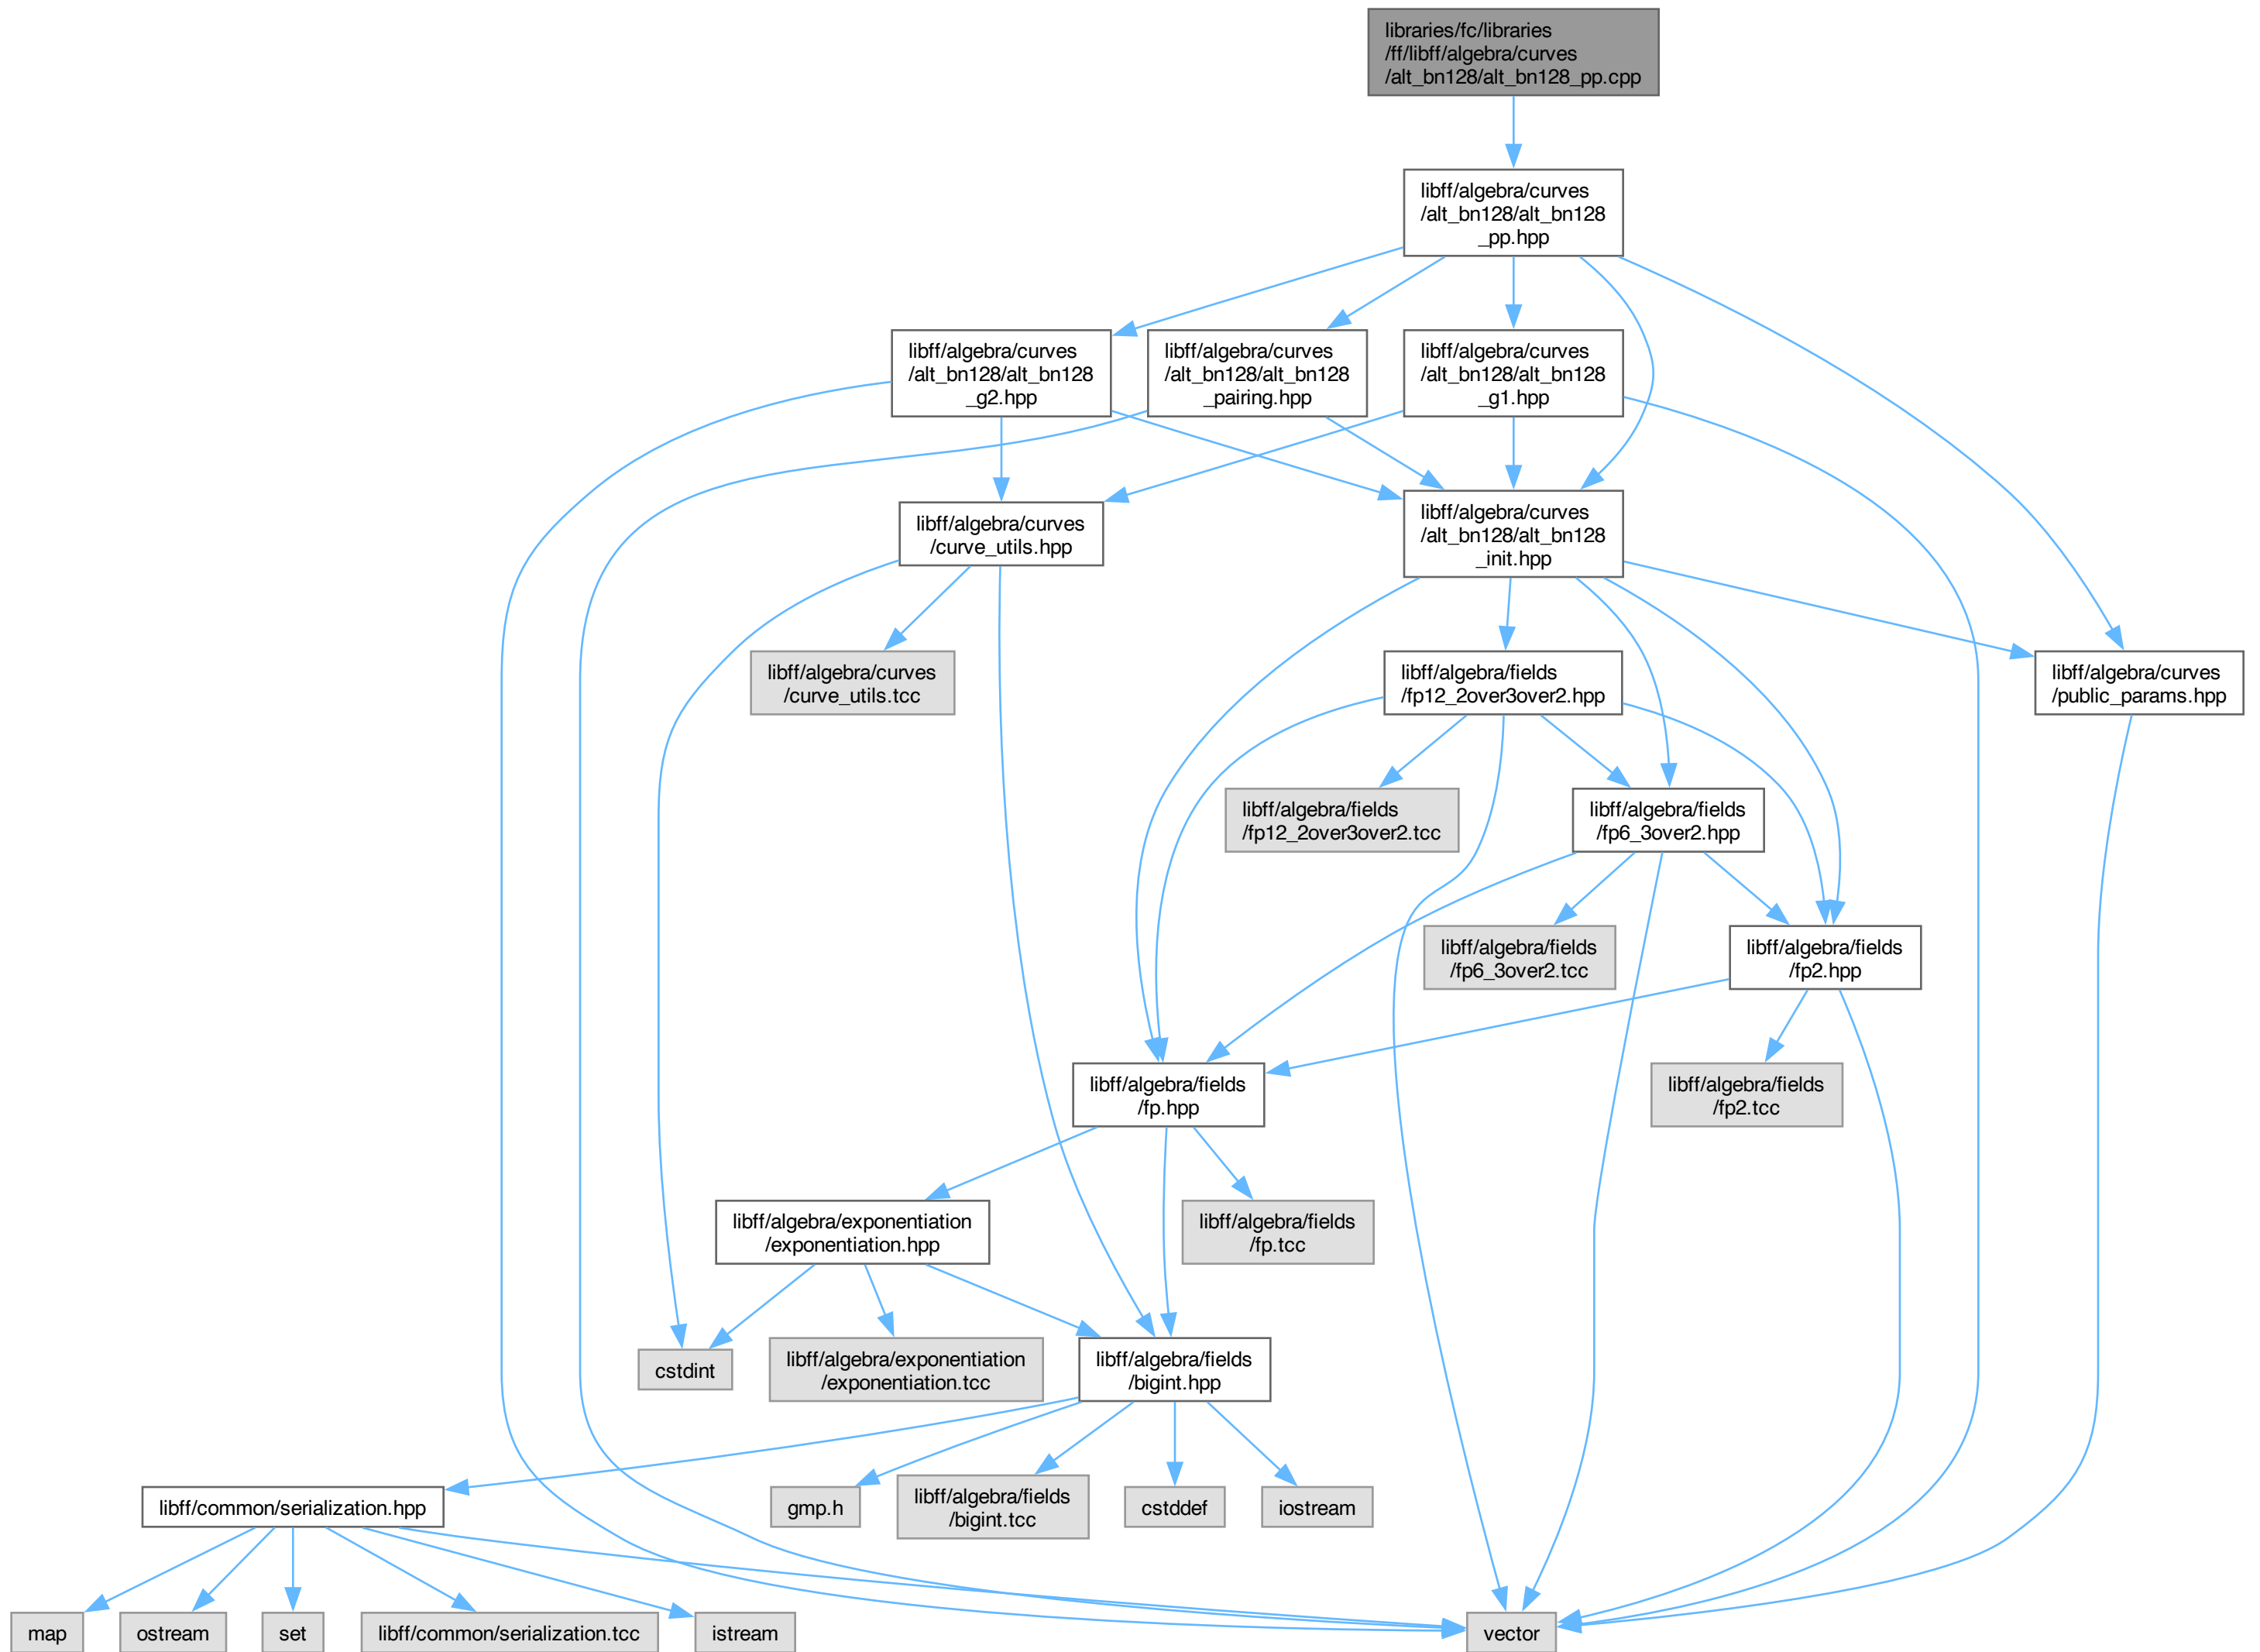 libraries/fc/libraries
/ff/libff/algebra/curves
/alt_bn128/alt_bn128_pp.cpp
libff/algebra/curves
/alt_bn128/alt_bn128
_pp.hpp
libff/algebra/curves
/alt_bn128/alt_bn128
_g2.hpp
libff/algebra/curves
/alt_bn128/alt_bn128
_pairing.hpp
libff/algebra/curves
/alt_bn128/alt_bn128
_g1.hpp
libff/algebra/curves
/curve_utils.hpp
libff/algebra/curves
/alt_bn128/alt_bn128
_init.hpp
libff/algebra/curves
/curve_utils.tcc
libff/algebra/fields
/fp12_2over3over2.hpp
libff/algebra/curves
/public_params.hpp
libff/algebra/fields
/fp12_2over3over2.tcc
libff/algebra/fields
/fp6_3over2.hpp
libff/algebra/fields
/fp6_3over2.tcc
libff/algebra/fields
/fp2.hpp
libff/algebra/fields
/fp.hpp
libff/algebra/fields
/fp2.tcc
libff/algebra/exponentiation
/exponentiation.hpp
libff/algebra/fields
/fp.tcc
cstdint
libff/algebra/exponentiation
/exponentiation.tcc
libff/algebra/fields
/bigint.hpp
libff/common/serialization.hpp
gmp.h
libff/algebra/fields
/bigint.tcc
cstddef
iostream
map
ostream
set
libff/common/serialization.tcc
istream
vector